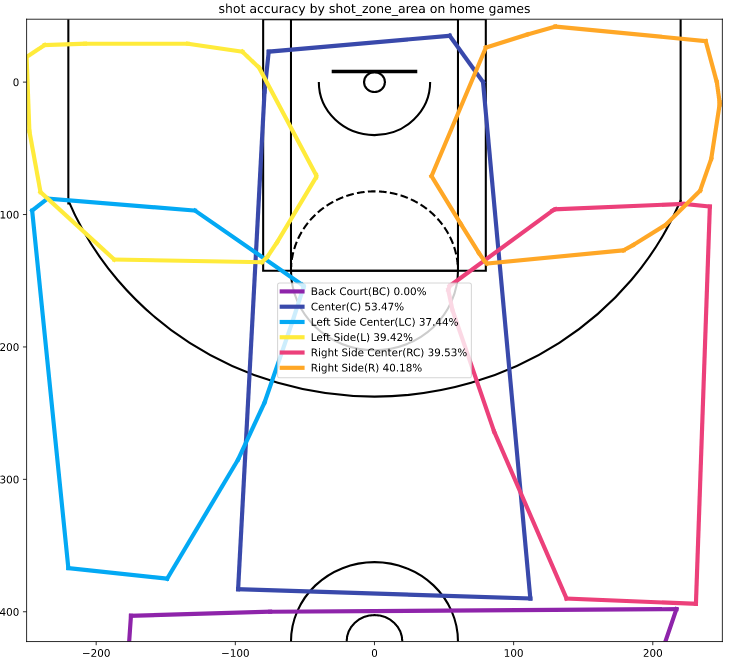 shot accuracy by shot_zone_area on home games
0
100
200
300
400
Back Court(BC) 0.00%
Center(C) 53.47%
Left Side Center(LC) 37.44%
Left Side(L) 39.42%
Right Side Center(RC) 39.53%
Right Side(R) 40.18%
−200
−100
0
100
200